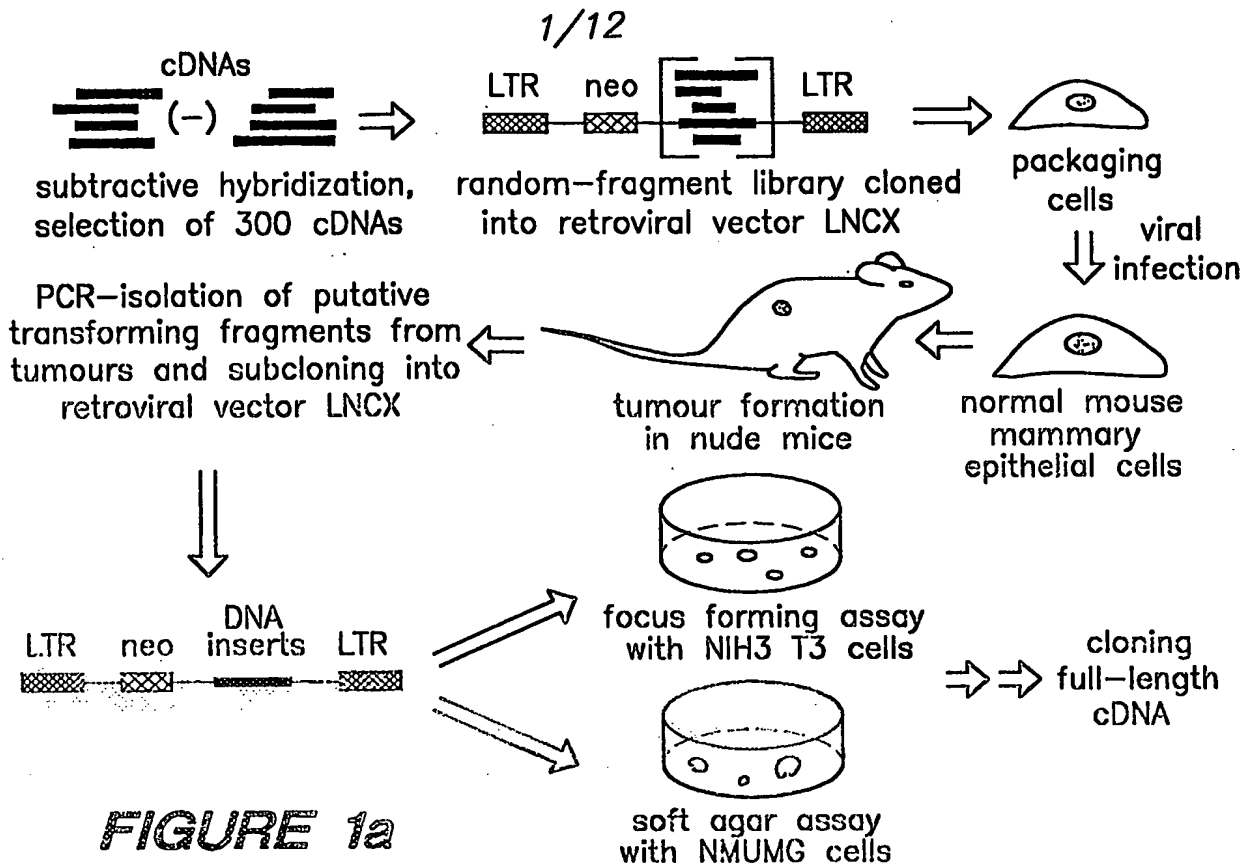 1/12
cDNAs
(-)
subtractive hybridization,
selection of 300 cDNAs
LTR neo LTR
random-fragment library cloned
into retroviral vector LNCX
packaging
cells
viral
infection
normal mouse
mammary
epithelial cells
tumour formation
in nude mice
PCR-isolation of putative
transforming fragments from
tumours and subcloning into
retroviral vector LNCX
DNA
LTR neo inserts LTR
focus forming assay
with NIH3 T3 cells
soft agar assay
with NMUMG cells
cloning
full-length
cDNA
FIGURE 1a